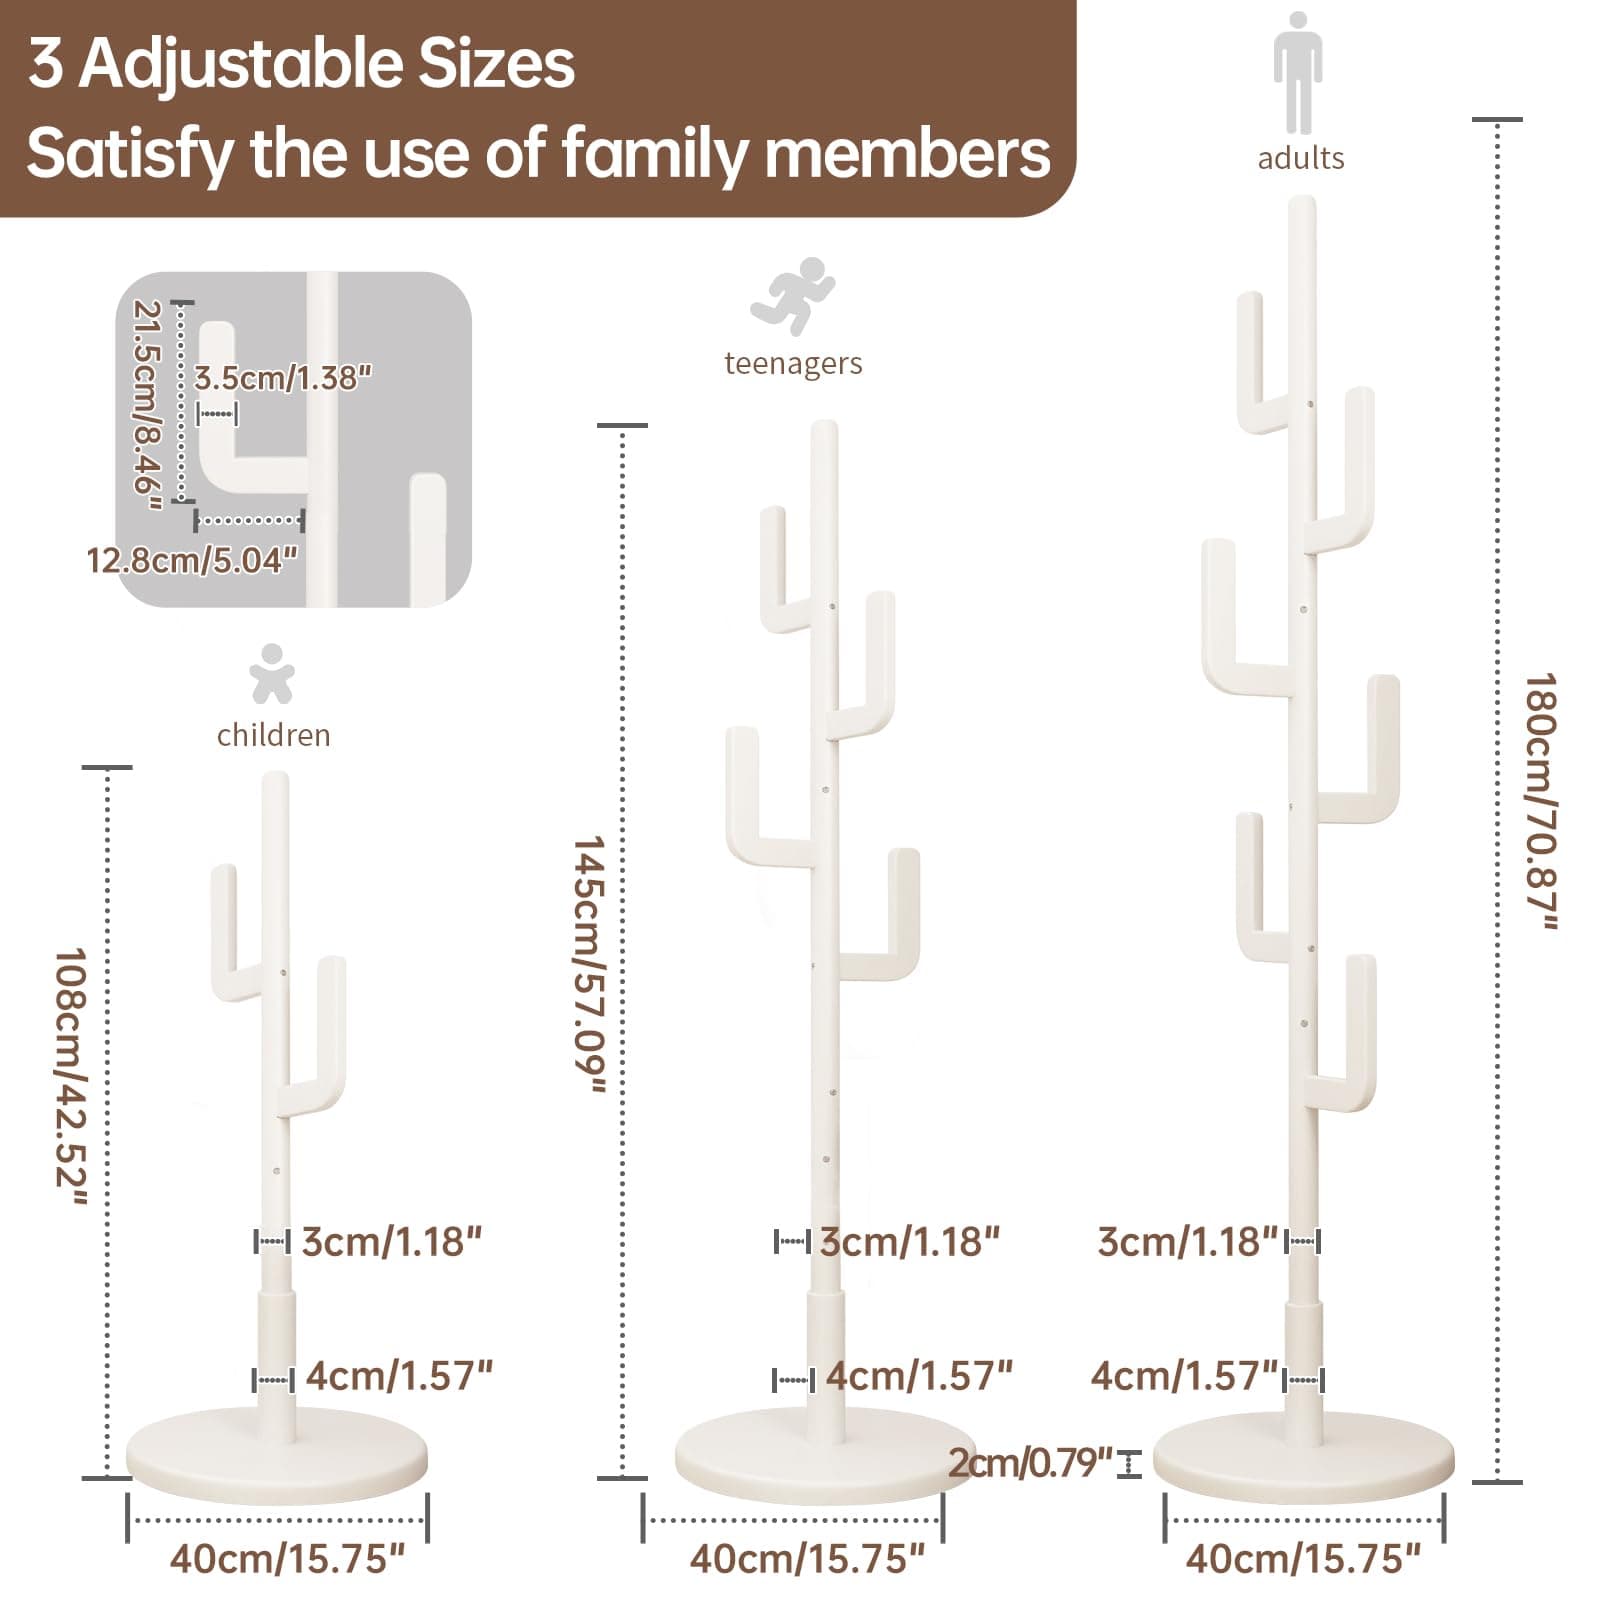 3 Adjustable Sizes
Satisfy the use of family members
adults
teenagers
children
21.5cm/8.46"
3.5cm/1.38"
12.8cm/5.04"
108cm/42.52"
145cm/57.09"
180cm/70.87"
3cm/1.18"
3cm/1.18"
3cm/1.18"
4cm/1.57"
4cm/1.57"
4cm/1.57"
2cm/0.79"
40cm/15.75"
40cm/15.75"
40cm/15.75"